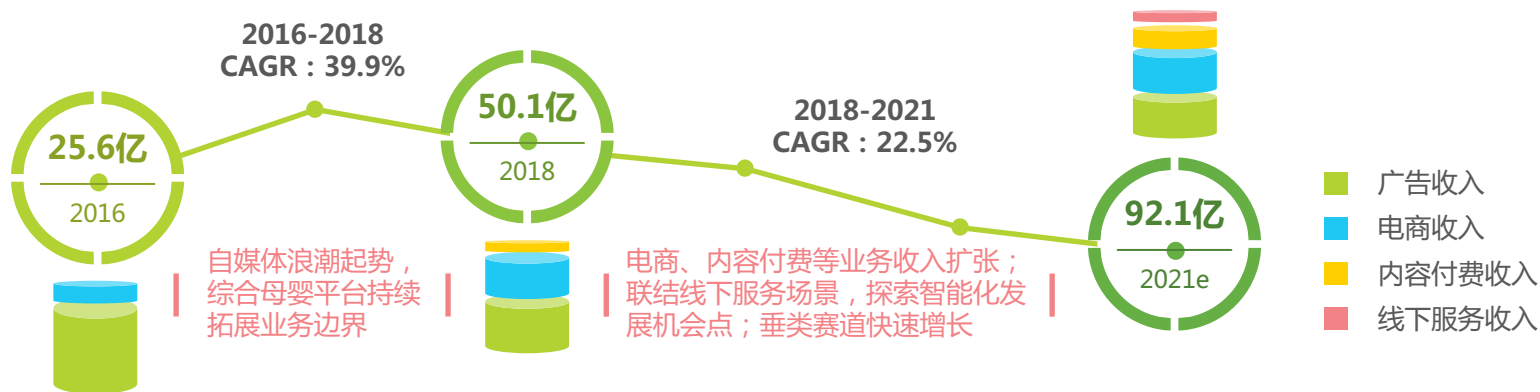 2016-2018
CAGR：39.9%
25.6亿
2016
50.1亿
2018
2018-2021
CAGR：22.5%
92.1亿
2021e
自媒体浪潮起势，
综合母婴平台持续
拓展业务边界
电商、内容付费等业务收入扩张；
联结线下服务场景，探索智能化发
展机会点；垂类赛道快速增长
广告收入
电商收入
内容付费收入
线下服务收入